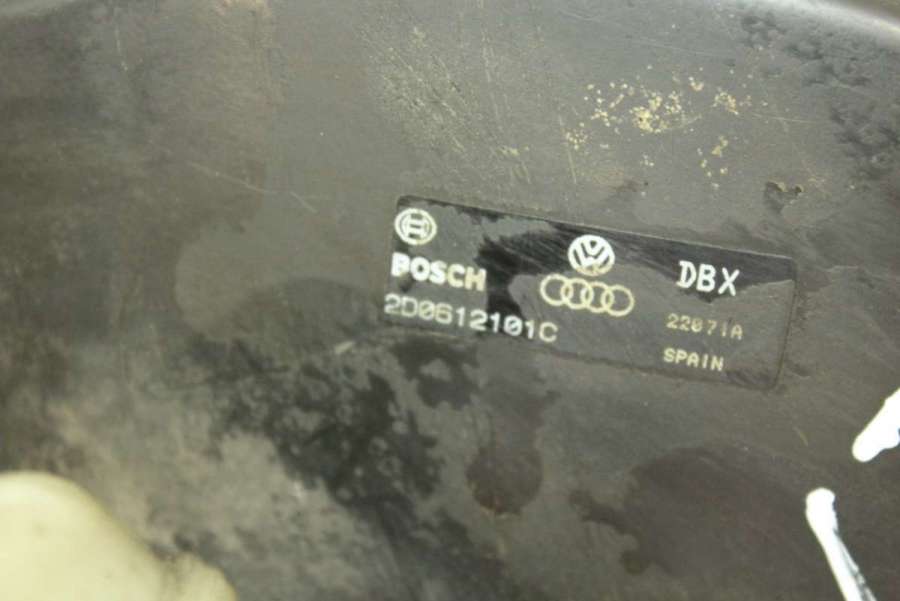 BOSCH
2D0612101C
DBX
22071A
SPAIN